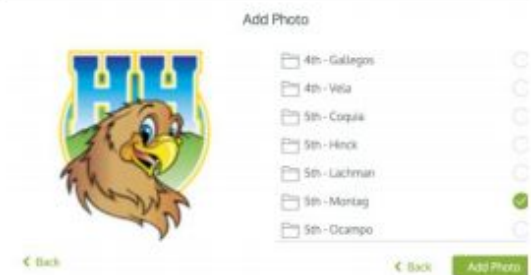 Add Photo
HH
4th - Gallegos
4th - Vela
5th - Coquia
5th - Hinck
5th - Lachman
5th - Montag
5th - Ocampo
< Back
< Back
Add Photo